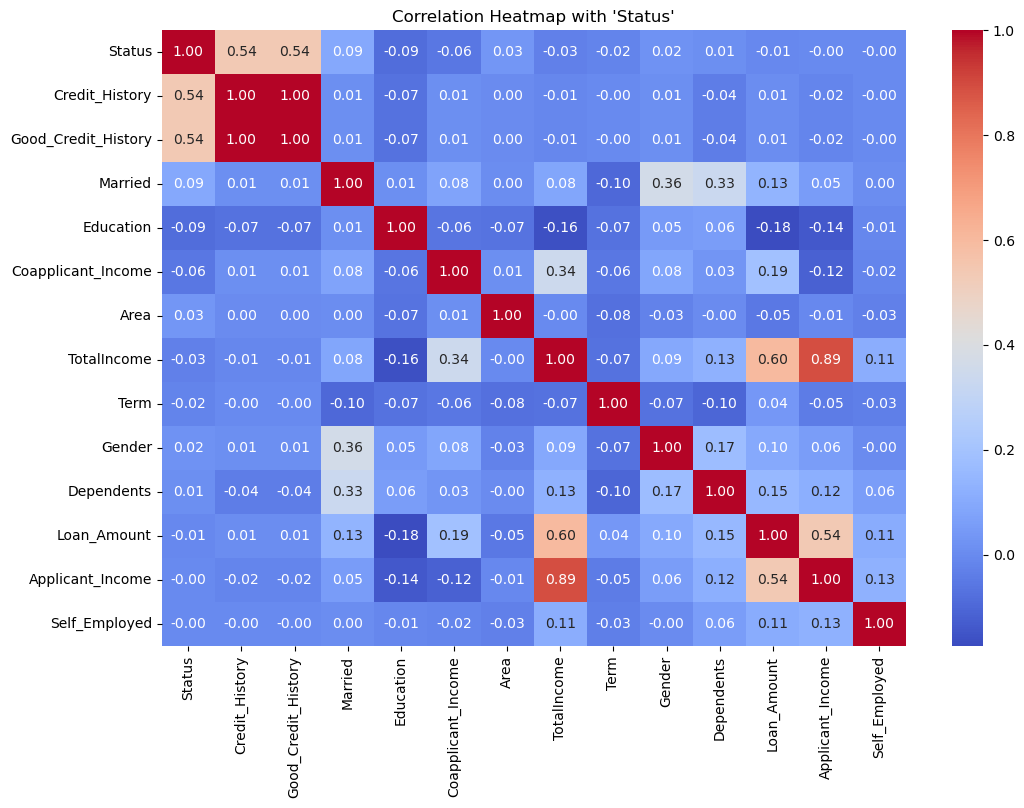 Correlation Heatmap with 'Status'
Status 1.00 0.54 0.54 0.09 -0.09 -0.06 0.03 -0.03 -0.02 0.02 0.01 -0.01 -0.00 -0.00
Credit_History 0.54 1.00 1.00 0.01 -0.07 0.01 0.00 -0.01 -0.00 0.01 -0.04 0.01 -0.02 -0.00
Good_Credit_History 0.54 1.00 1.00 0.01 -0.07 0.01 0.00 -0.01 -0.00 0.01 -0.04 0.01 -0.02 -0.00
Married 0.09 0.01 0.01 1.00 0.01 0.08 0.00 0.08 -0.10 0.36 0.33 0.13 0.05 0.00
Education -0.09 -0.07 -0.07 0.01 1.00 -0.06 -0.07 -0.16 -0.07 0.05 0.06 -0.18 -0.14 -0.01
Coapplicant_Income -0.06 0.01 0.01 0.08 -0.06 1.00 0.01 0.34 -0.06 0.08 0.03 0.19 -0.12 -0.02
Area 0.03 0.00 0.00 0.00 -0.07 0.01 1.00 -0.00 -0.08 -0.03 -0.00 -0.05 -0.01 -0.03
TotalIncome -0.03 -0.01 -0.01 0.08 -0.16 0.34 -0.00 1.00 -0.07 0.09 0.13 0.60 0.89 0.11
Term -0.02 -0.00 -0.00 -0.10 -0.07 -0.06 -0.08 -0.07 1.00 -0.07 -0.10 0.04 -0.05 -0.03
Gender 0.02 0.01 0.01 0.36 0.05 0.08 -0.03 0.09 -0.07 1.00 0.17 0.10 0.06 -0.00
Dependents 0.01 -0.04 -0.04 0.33 0.06 0.03 -0.00 0.13 -0.10 0.17 1.00 0.15 0.12 0.06
Loan_Amount -0.01 0.01 0.01 0.13 -0.18 0.19 -0.05 0.60 0.04 0.10 0.15 1.00 0.54 0.11
Applicant_Income -0.00 -0.02 -0.02 0.05 -0.14 -0.12 -0.01 0.89 -0.05 0.06 0.12 0.54 1.00 0.13
Self_Employed -0.00 -0.00 -0.00 0.00 -0.01 -0.02 -0.03 0.11 -0.03 -0.00 0.06 0.11 0.13 1.00
Status
Credit_History
Good_Credit_History
Married
Education
Coapplicant_Income
Area
TotalIncome
Term
Gender
Dependents
Loan_Amount
Applicant_Income
Self_Employed
1.0
0.8
0.6
0.4
0.2
0.0